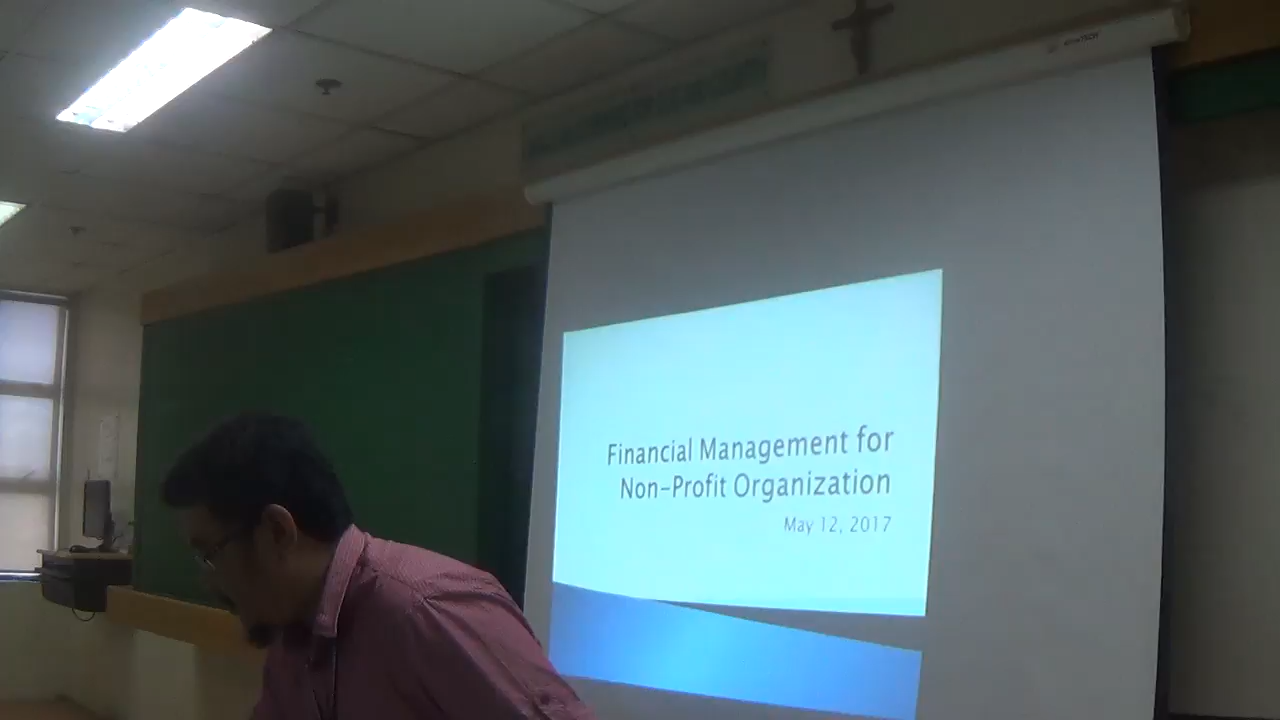 Financial Management for
Non-Profit Organization
May 12, 2017